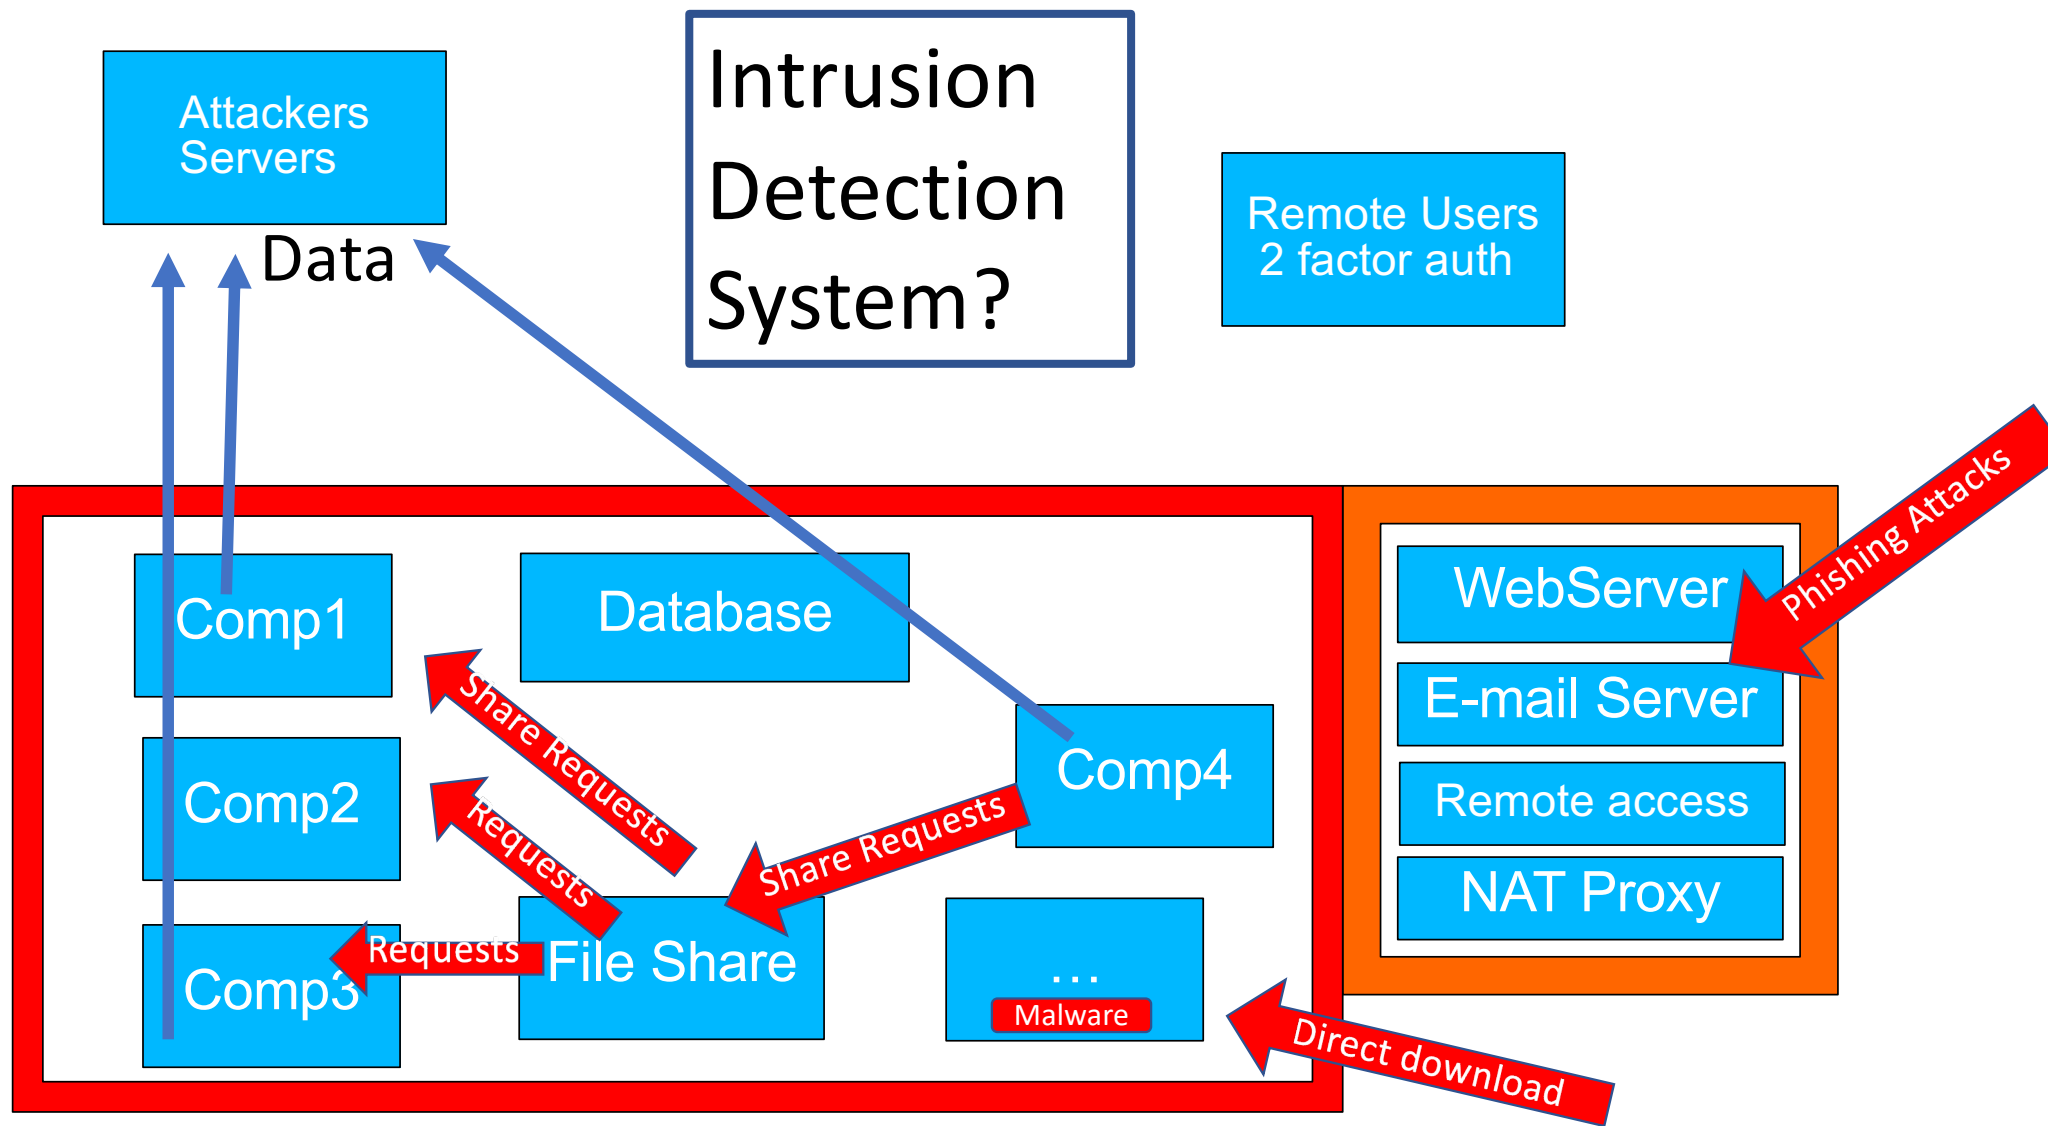 Attackers
Servers
Data
Intrusion
Detection
System?
Remote Users
2 factor auth
Phishing Attacks
Comp1
Database
WebServer
E-mail Server
Share Requests
Comp4
Comp2
Requests
Share Requests
Remote access
NAT Proxy
Requests
File Share
Comp3
...
Malware
Direct download